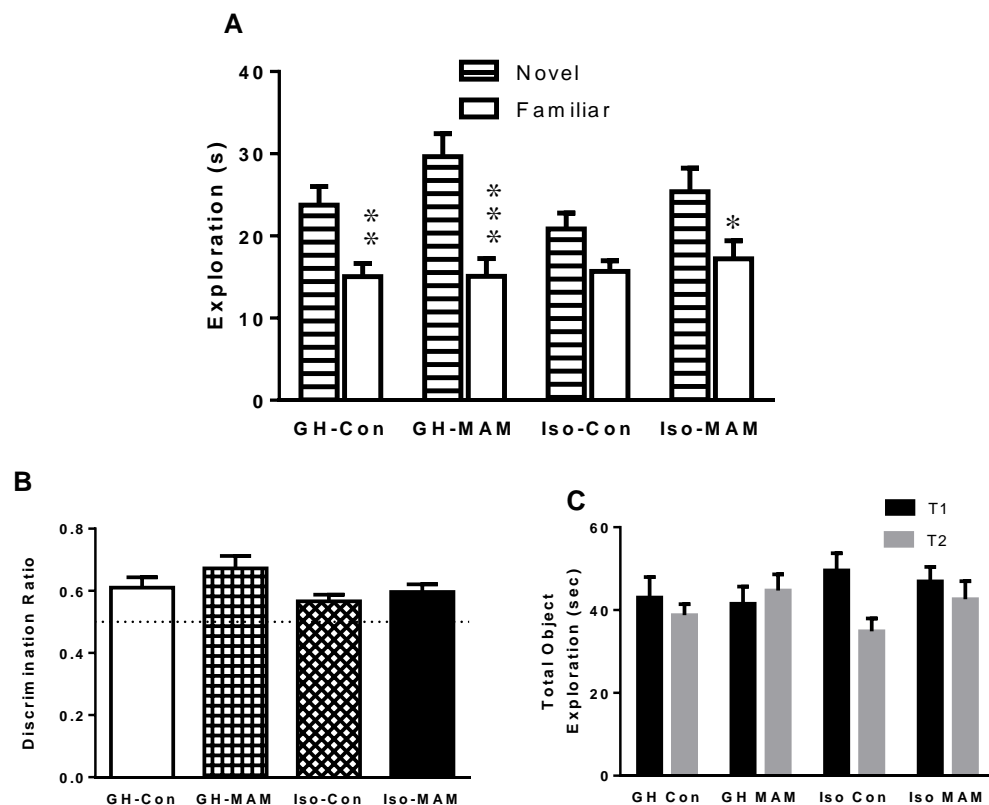 A
Novel
Familiar
Exploration (s)
40
30
20
10
0
**
***
*
GH-Con GH-MAM Iso-Con Iso-MAM
B
Discrimination Ratio
0.8
0.6
0.4
0.2
0.0
GH-Con GH-MAM Iso-Con Iso-MAM
C
T1
T2
Total Object
Exploration (sec)
60
40
20
0
GH Con GH MAM Iso Con Iso MAM